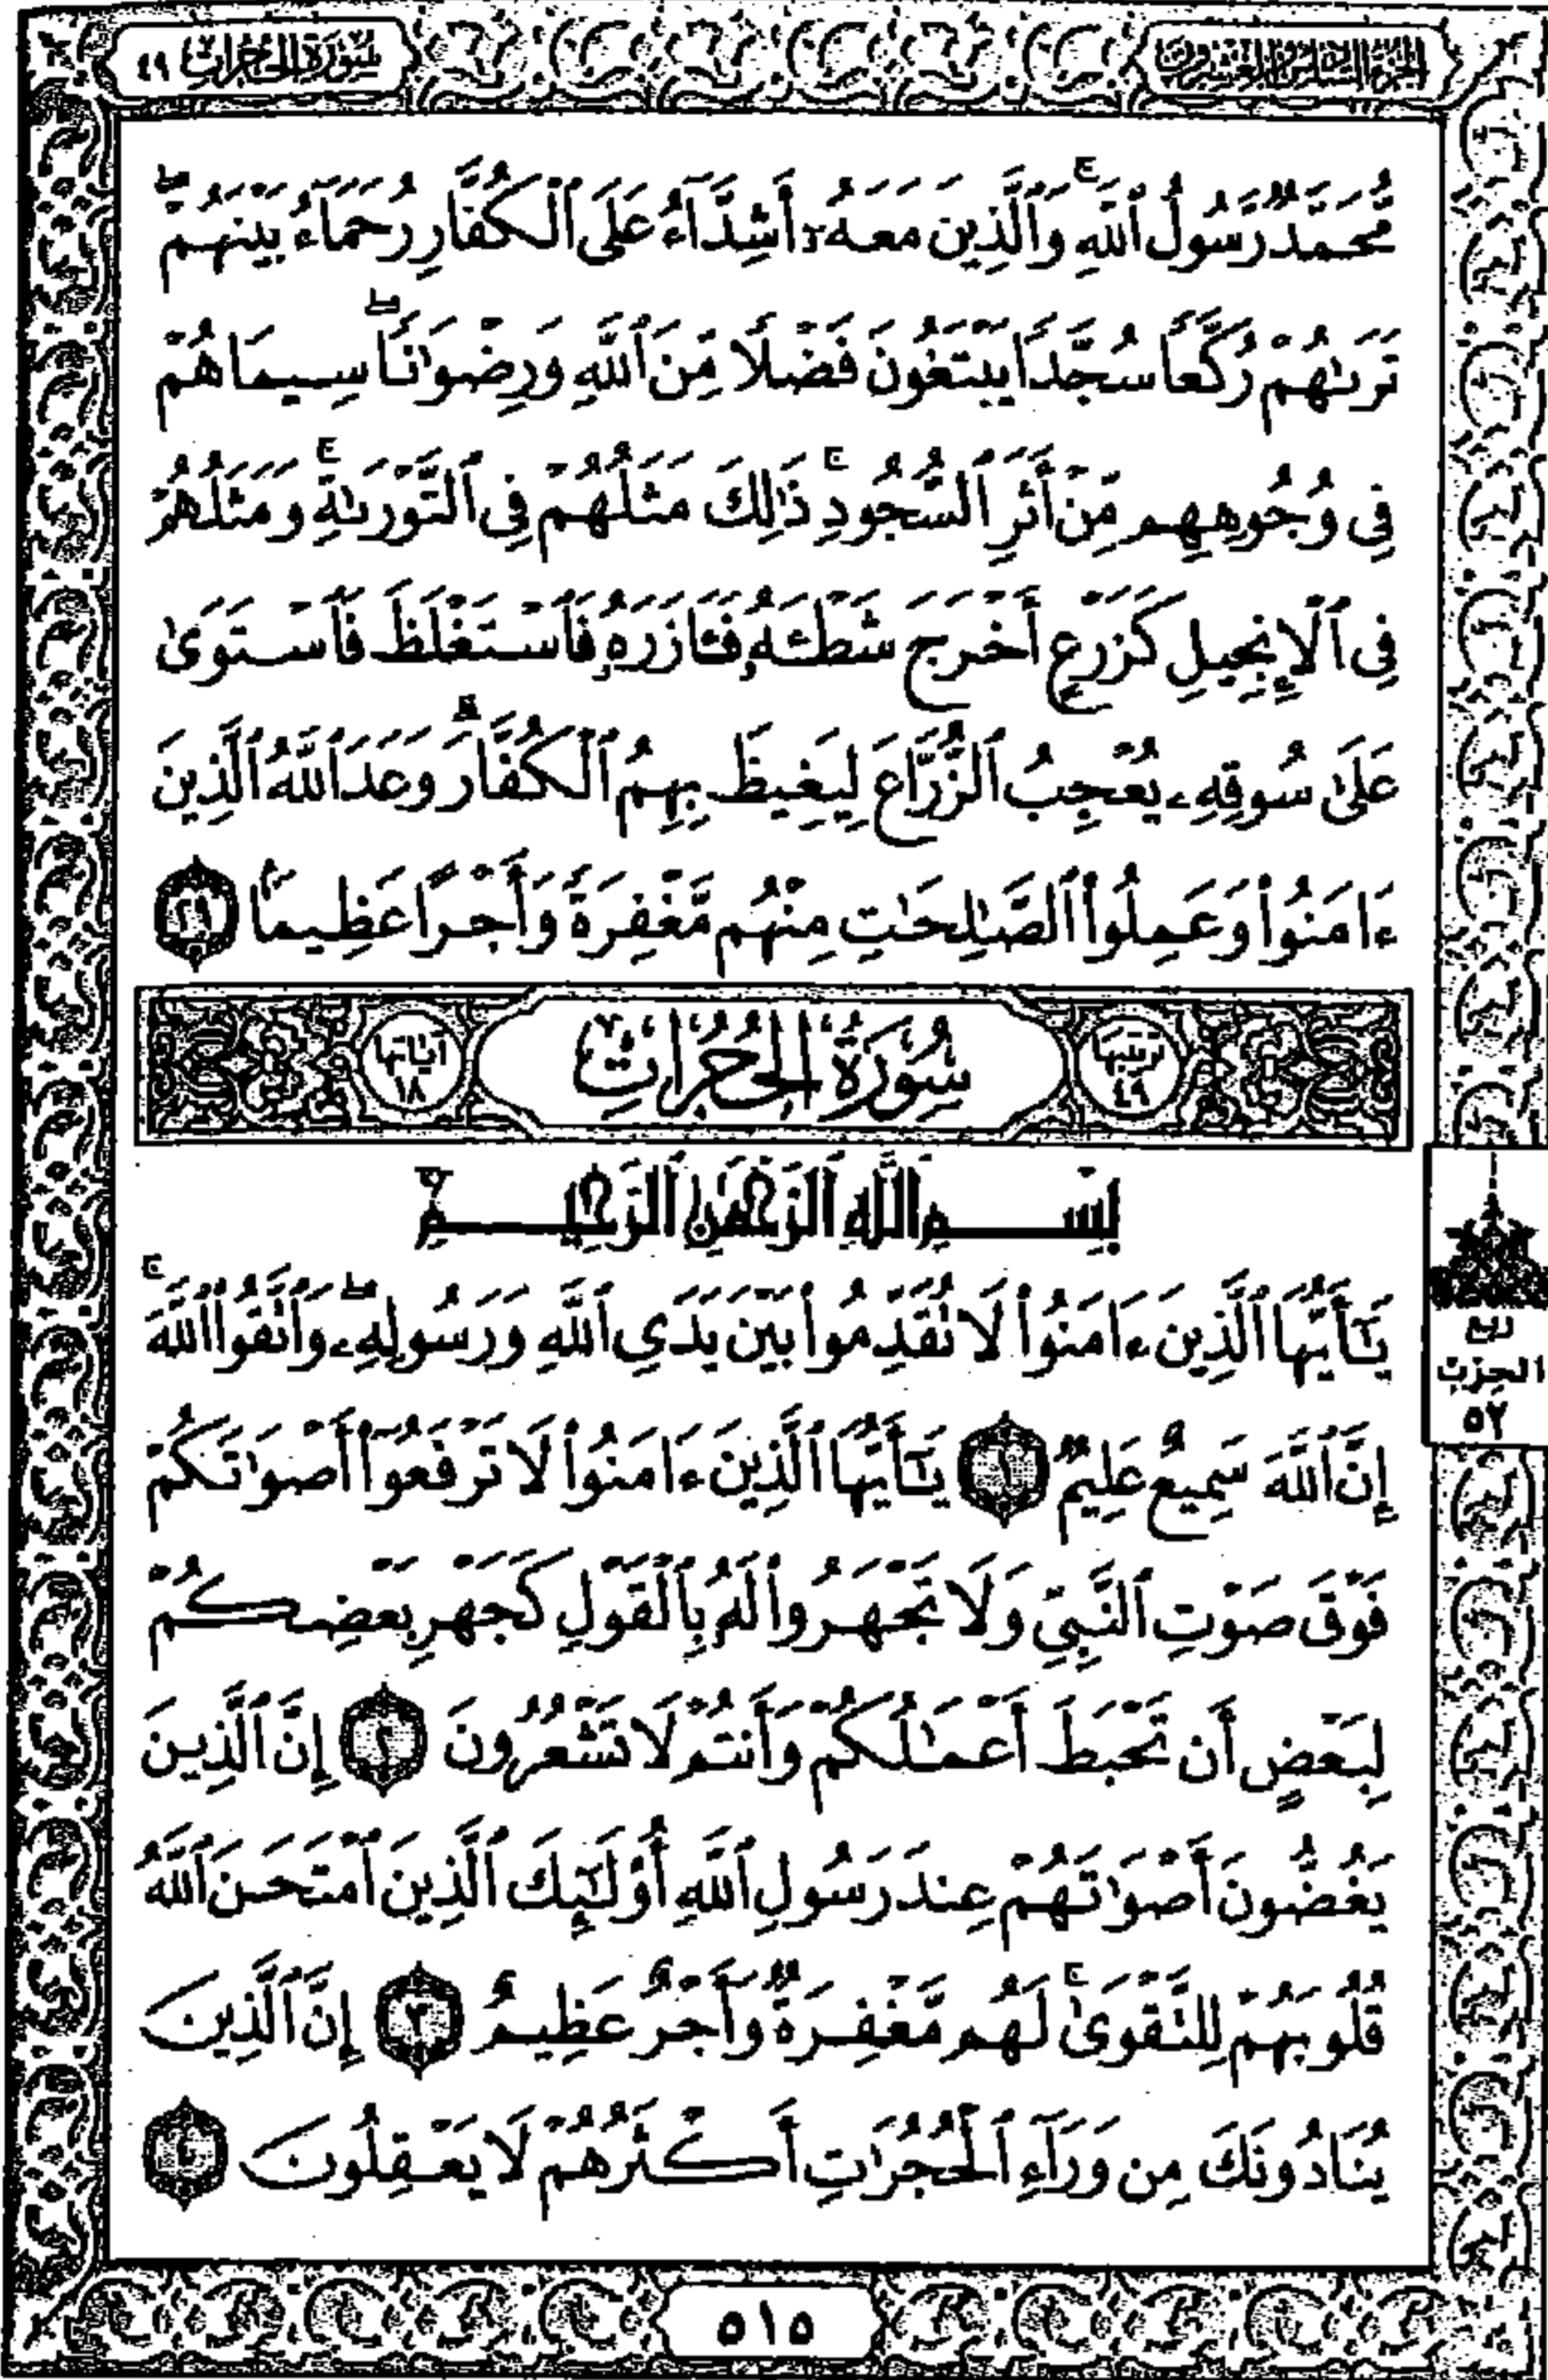 الجزء السادس والعشرون
سورة الحجرات ٤٩
مُّحَمَّدٌ رَّسُولُ ٱللَّهِ ۚ وَٱلَّذِينَ مَعَهُۥٓ أَشِدَّآءُ عَلَى ٱلْكُفَّارِ رُحَمَآءُ بَيْنَهُمْ ۖ
تَرَىٰهُمْ رُكَّعًا سُجَّدًا يَبْتَغُونَ فَضْلًا مِّنَ ٱللَّهِ وَرِضْوَٰنًا ۖ سِيمَاهُمْ
فِى وُجُوهِهِم مِّنْ أَثَرِ ٱلسُّجُودِ ۚ ذَٰلِكَ مَثَلُهُمْ فِى ٱلتَّوْرَىٰةِ ۚ وَمَثَلُهُمْ
فِى ٱلْإِنجِيلِ كَزَرْعٍ أَخْرَجَ شَطْـَٔهُۥ فَـَٔازَرَهُۥ فَٱسْتَغْلَظَ فَٱسْتَوَىٰ
عَلَىٰ سُوقِهِۦ يُعْجِبُ ٱلزُّرَّاعَ لِيَغِيظَ بِهِمُ ٱلْكُفَّارَ ۗ وَعَدَ ٱللَّهُ ٱلَّذِينَ
ءَامَنُوا۟ وَعَمِلُوا۟ ٱلصَّٰلِحَٰتِ مِنْهُم مَّغْفِرَةً وَأَجْرًا عَظِيمًۢا ٢٩
ترتيبها ٤٩ سُورَةُ الْحُجُرَاتِ آياتها ١٨
بِسْمِ ٱللَّهِ ٱلرَّحْمَٰنِ ٱلرَّحِيمِ
يَٰٓأَيُّهَا ٱلَّذِينَ ءَامَنُوا۟ لَا تُقَدِّمُوا۟ بَيْنَ يَدَىِ ٱللَّهِ وَرَسُولِهِۦ ۖ وَٱتَّقُوا۟ ٱللَّهَ ۚ
إِنَّ ٱللَّهَ سَمِيعٌ عَلِيمٌ ١ يَٰٓأَيُّهَا ٱلَّذِينَ ءَامَنُوا۟ لَا تَرْفَعُوٓا۟ أَصْوَٰتَكُمْ
فَوْقَ صَوْتِ ٱلنَّبِىِّ وَلَا تَجْهَرُوا۟ لَهُۥ بِٱلْقَوْلِ كَجَهْرِ بَعْضِكُمْ
لِبَعْضٍ أَن تَحْبَطَ أَعْمَٰلُكُمْ وَأَنتُمْ لَا تَشْعُرُونَ ٢ إِنَّ ٱلَّذِينَ
يَغُضُّونَ أَصْوَٰتَهُمْ عِندَ رَسُولِ ٱللَّهِ أُو۟لَٰٓئِكَ ٱلَّذِينَ ٱمْتَحَنَ ٱللَّهُ
قُلُوبَهُمْ لِلتَّقْوَىٰ ۚ لَهُم مَّغْفِرَةٌ وَأَجْرٌ عَظِيمٌ ٣ إِنَّ ٱلَّذِينَ
يُنَادُونَكَ مِن وَرَآءِ ٱلْحُجُرَٰتِ أَكْثَرُهُمْ لَا يَعْقِلُونَ ٤
ربع
الحزب
٥٢
٥١٥